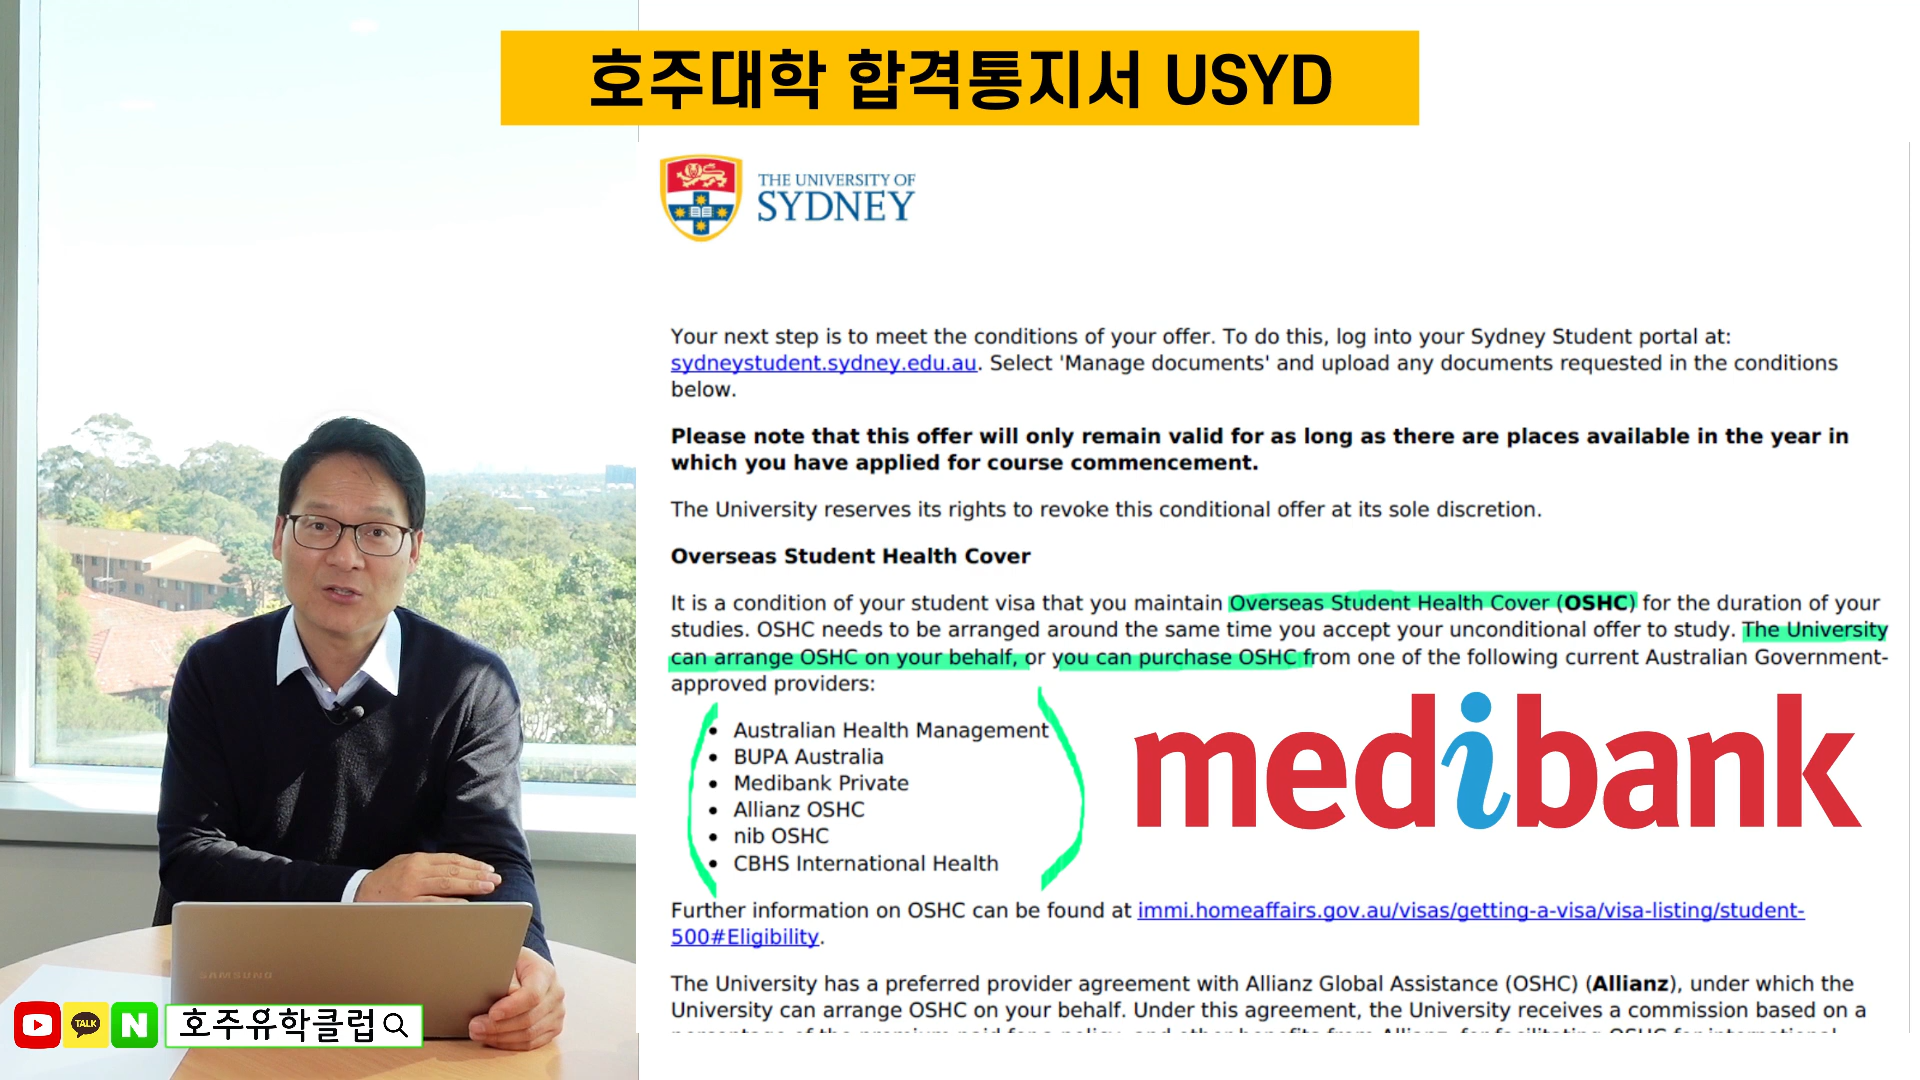 호주대학 합격통지서 USYD
THE UNIVERSITY OF
SYDNEY
Your next step is to meet the conditions of your offer. To do this, log into your Sydney Student portal at:
sydneystudent.sydney.edu.au. Select 'Manage documents' and upload any documents requested in the conditions
below.
Please note that this offer will only remain valid for as long as there are places available in the year in
which you have applied for course commencement.
The University reserves its rights to revoke this conditional offer at its sole discretion.
Overseas Student Health Cover
It is a condition of your student visa that you maintain Overseas Student Health Cover (OSHC) for the duration of your
studies. OSHC needs to be arranged around the same time you accept your unconditional offer to study. The University
can arrange OSHC on your behalf, or you can purchase OSHC from one of the following current Australian Government-
approved providers:
• Australian Health Management
• BUPA Australia
• Medibank Private
• Allianz OSHC
• nib OSHC
• CBHS International Health
medibank
Further information on OSHC can be found at immi.homeaffairs.gov.au/visas/getting-a-visa/visa-listing/student-
500#Eligibility.
The University has a preferred provider agreement with Allianz Global Assistance (OSHC) (Allianz), under which the
University can arrange OSHC on your behalf. Under this agreement, the University receives a commission based on a
SAMSUNG
TALK
N
호주유학클럽